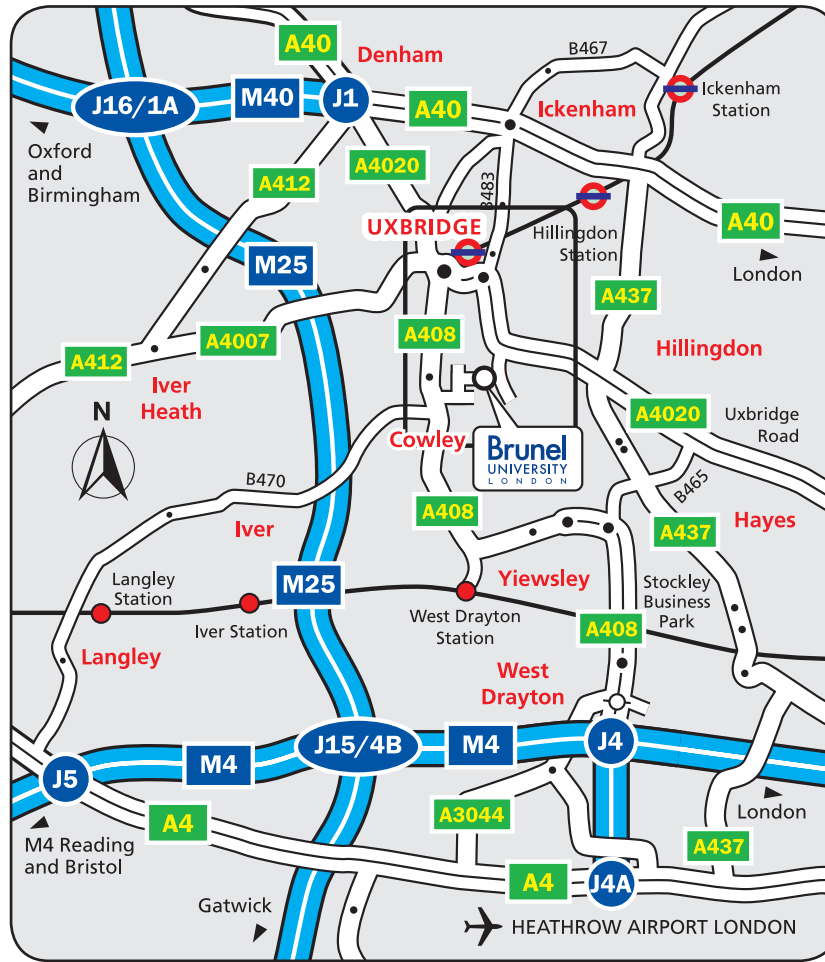 A40
Denham
B467
Ickenham
Station
J16/1A
M40
J1
A40
Ickenham
Oxford
and
Birmingham
A412
A4020
B483
A40
London
UXBRIDGE
Hillingdon
Station
M25
A437
A412
A4007
A408
Hillingdon
Iver
Heath
N
A4020
Uxbridge
Road
Cowley
Brunel
UNIVERSITY
LONDON
B470
B465
A408
A437
Hayes
Iver
Langley
Station
M25
Yiewsley
Stockley
Business
Park
Iver Station
West Drayton
Station
A408
Langley
West
Drayton
J15/4B
M4
J4
M4
J5
London
A4
A3044
A437
M4 Reading
and Bristol
A4
J4A
Gatwick
HEATHROW AIRPORT LONDON